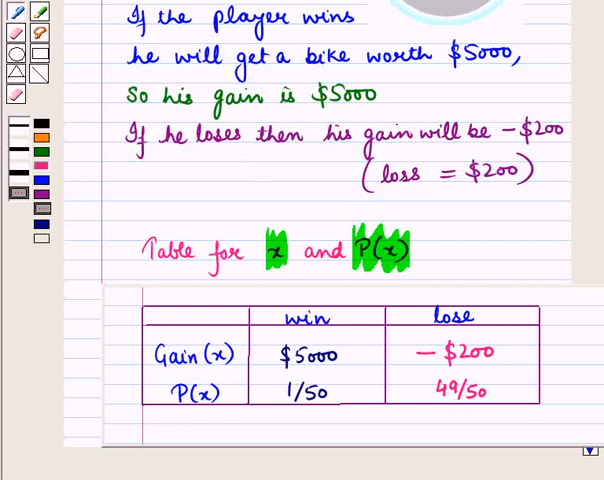 If the player wins
he will get a bike worth $5000,
So his gain is $5000
If he loses then his gain will be -$200
(loss = $200)
Table for x and P(x)
win lose
Gain (x) $5000 - $200
P(x) 1/50 49/50